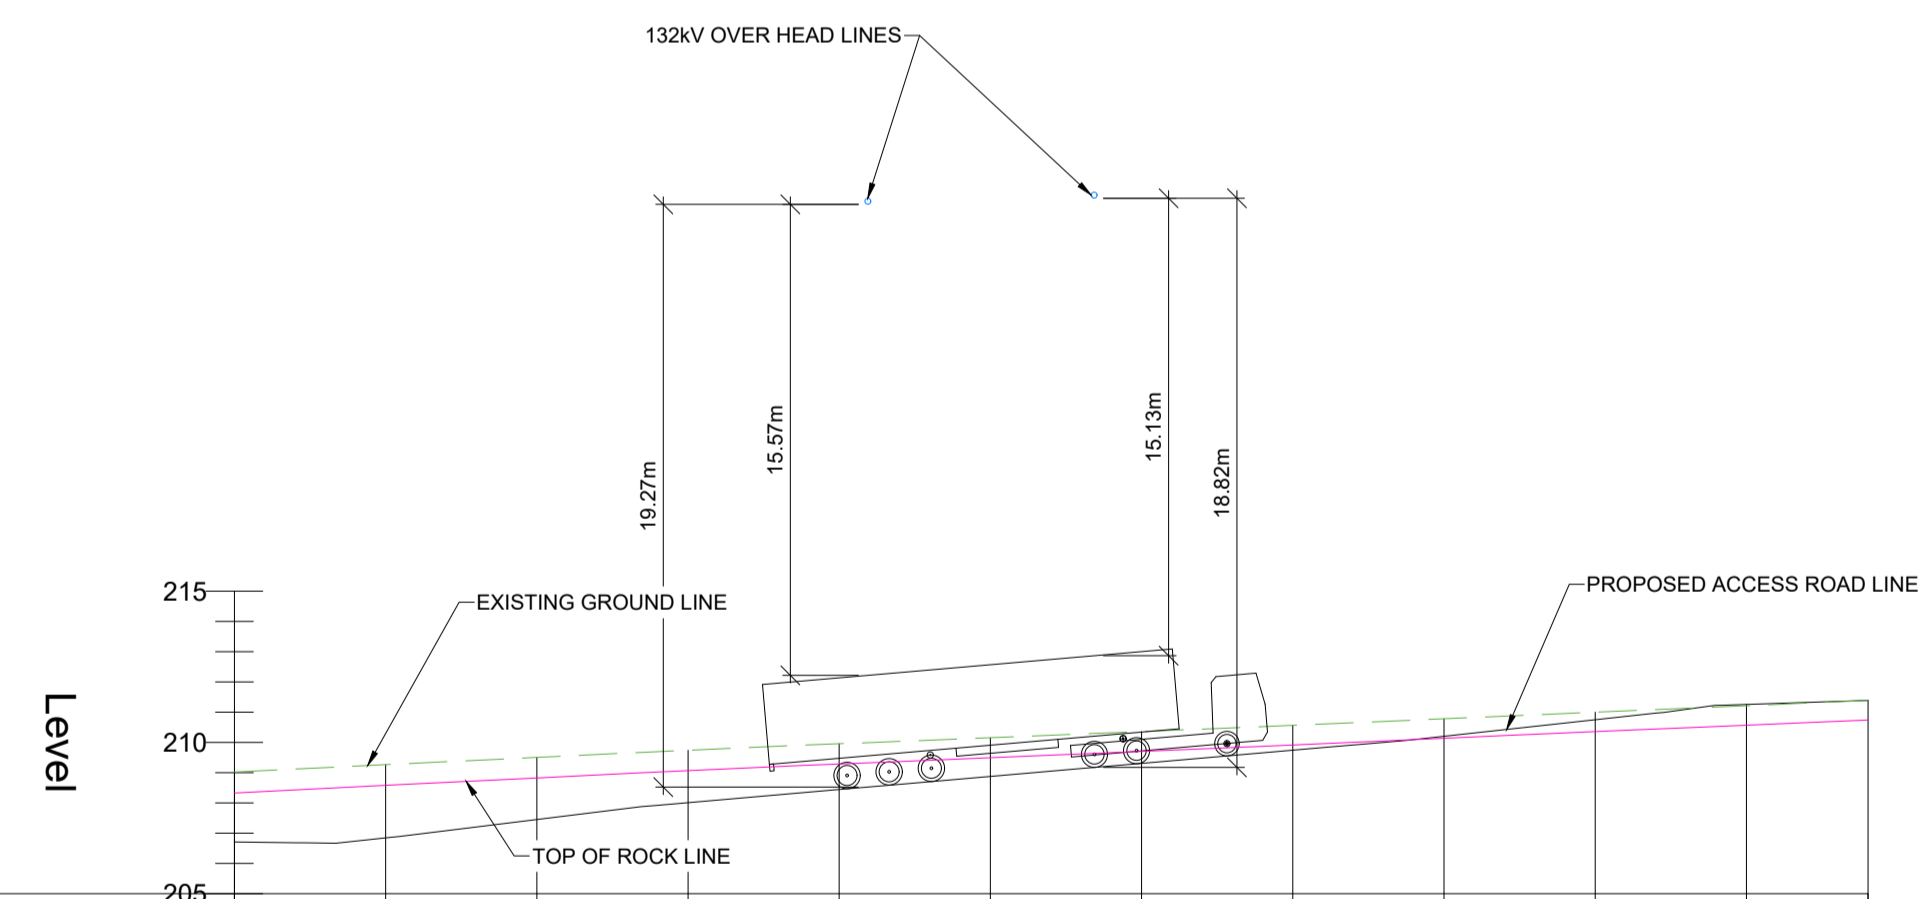 132kV OVER HEAD LINES
15.57m
15.13m
19.27m
18.82m
215
EXISTING GROUND LINE
PROPOSED ACCESS ROAD LINE
Level
210
TOP OF ROCK LINE
205